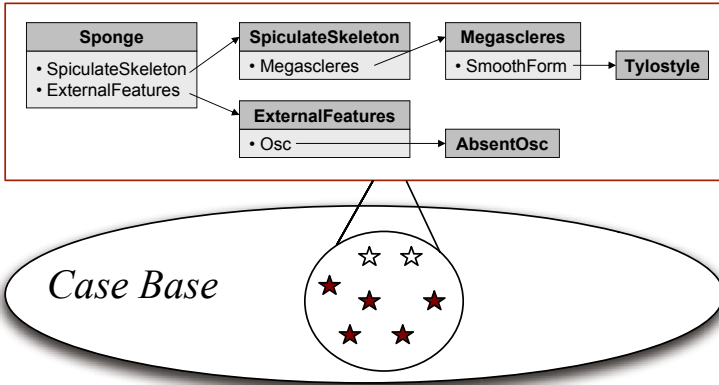 Sponge
• SpiculateSkeleton
• ExternalFeatures
SpiculateSkeleton
• Megascleres
Megascleres
• SmoothForm
Tylostyle
ExternalFeatures
• Osc
AbsentOsc
Case Base